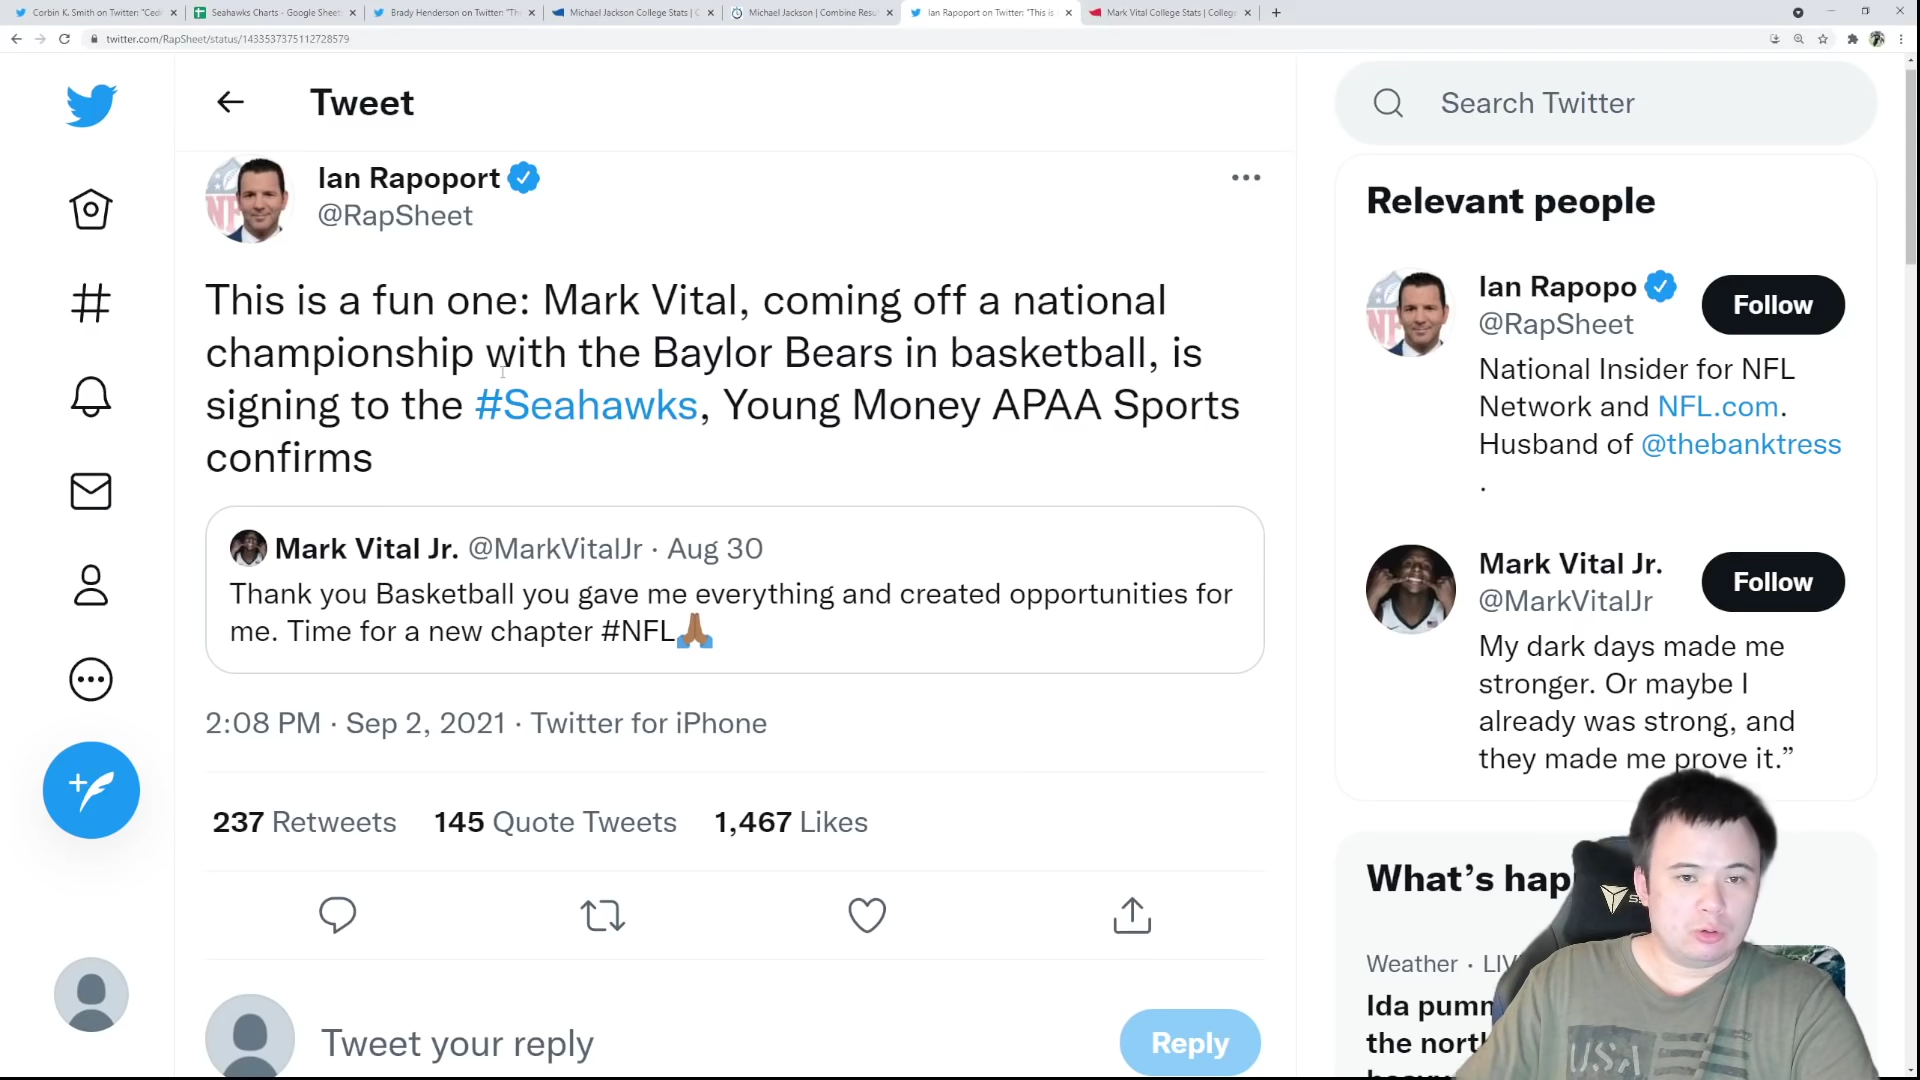 Corbin K. Smith on Twitter: "Cedi
Seahawks Charts - Google Sheets
Brady Henderson on Twitter: "Th
Michael Jackson College Stats | C
Michael Jackson | Combine Resu
Ian Rapoport on Twitter: "This is
Mark Vital College Stats | College
twitter.com/RapSheet/status/1433537375112728579
Tweet
Search Twitter
Ian Rapoport
@RapSheet
This is a fun one: Mark Vital, coming off a national
championship with the Baylor Bears in basketball, is
signing to the #Seahawks, Young Money APAA Sports
confirms
Mark Vital Jr. @MarkVitalJr · Aug 30
Thank you Basketball you gave me everything and created opportunities for
me. Time for a new chapter #NFL🙏🏾
2:08 PM · Sep 2, 2021 · Twitter for iPhone
237 Retweets 145 Quote Tweets 1,467 Likes
Tweet your reply
Reply
Relevant people
Ian Rapopo
@RapSheet
Follow
National Insider for NFL
Network and NFL.com.
Husband of @thebanktress
.
Mark Vital Jr.
@MarkVitalJr
Follow
My dark days made me
stronger. Or maybe I
already was strong, and
they made me prove it.”
What’s hap
Weather · LIV
Ida pumm
the north
USA